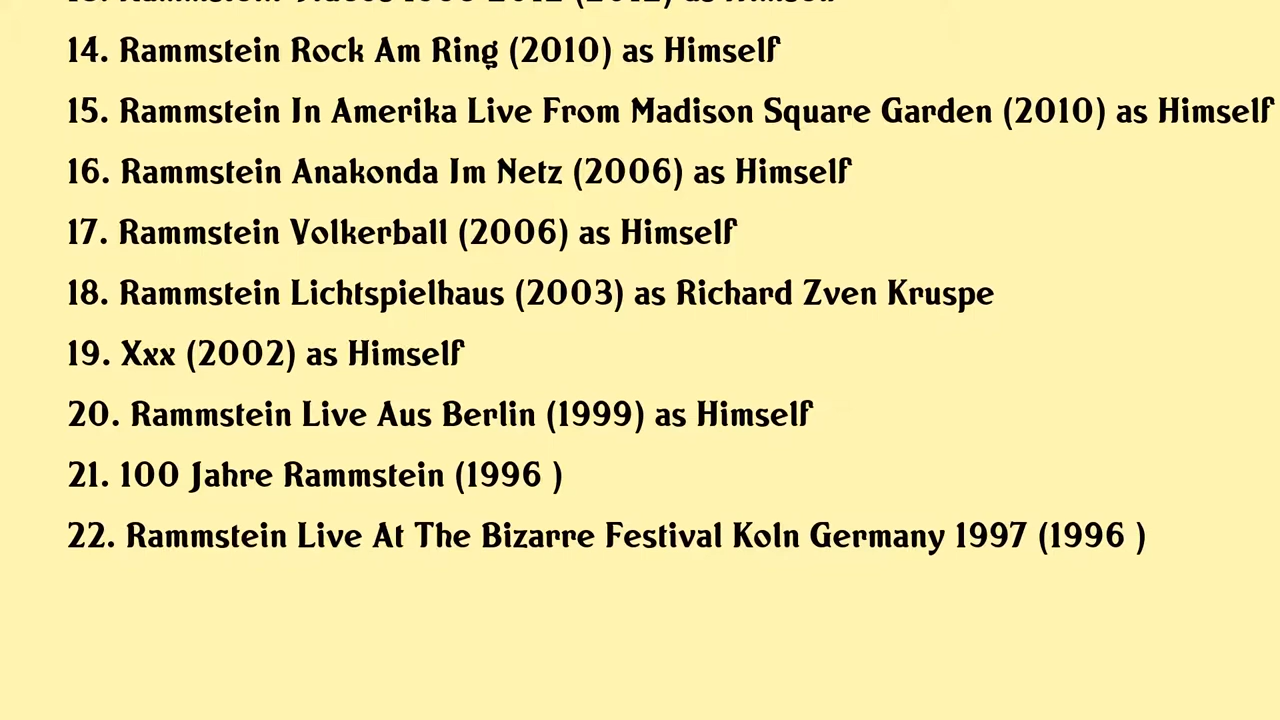 14. Rammstein Rock Am Ring (2010) as Himself
15. Rammstein In Amerika Live From Madison Square Garden (2010) as Himself
16. Rammstein Anakonda Im Netz (2006) as Himself
17. Rammstein Volkerball (2006) as Himself
18. Rammstein Lichtspielhaus (2003) as Richard Zven Kruspe
19. Xxx (2002) as Himself
20. Rammstein Live Aus Berlin (1999) as Himself
21. 100 Jahre Rammstein (1996 )
22. Rammstein Live At The Bizarre Festival Koln Germany 1997 (1996 )